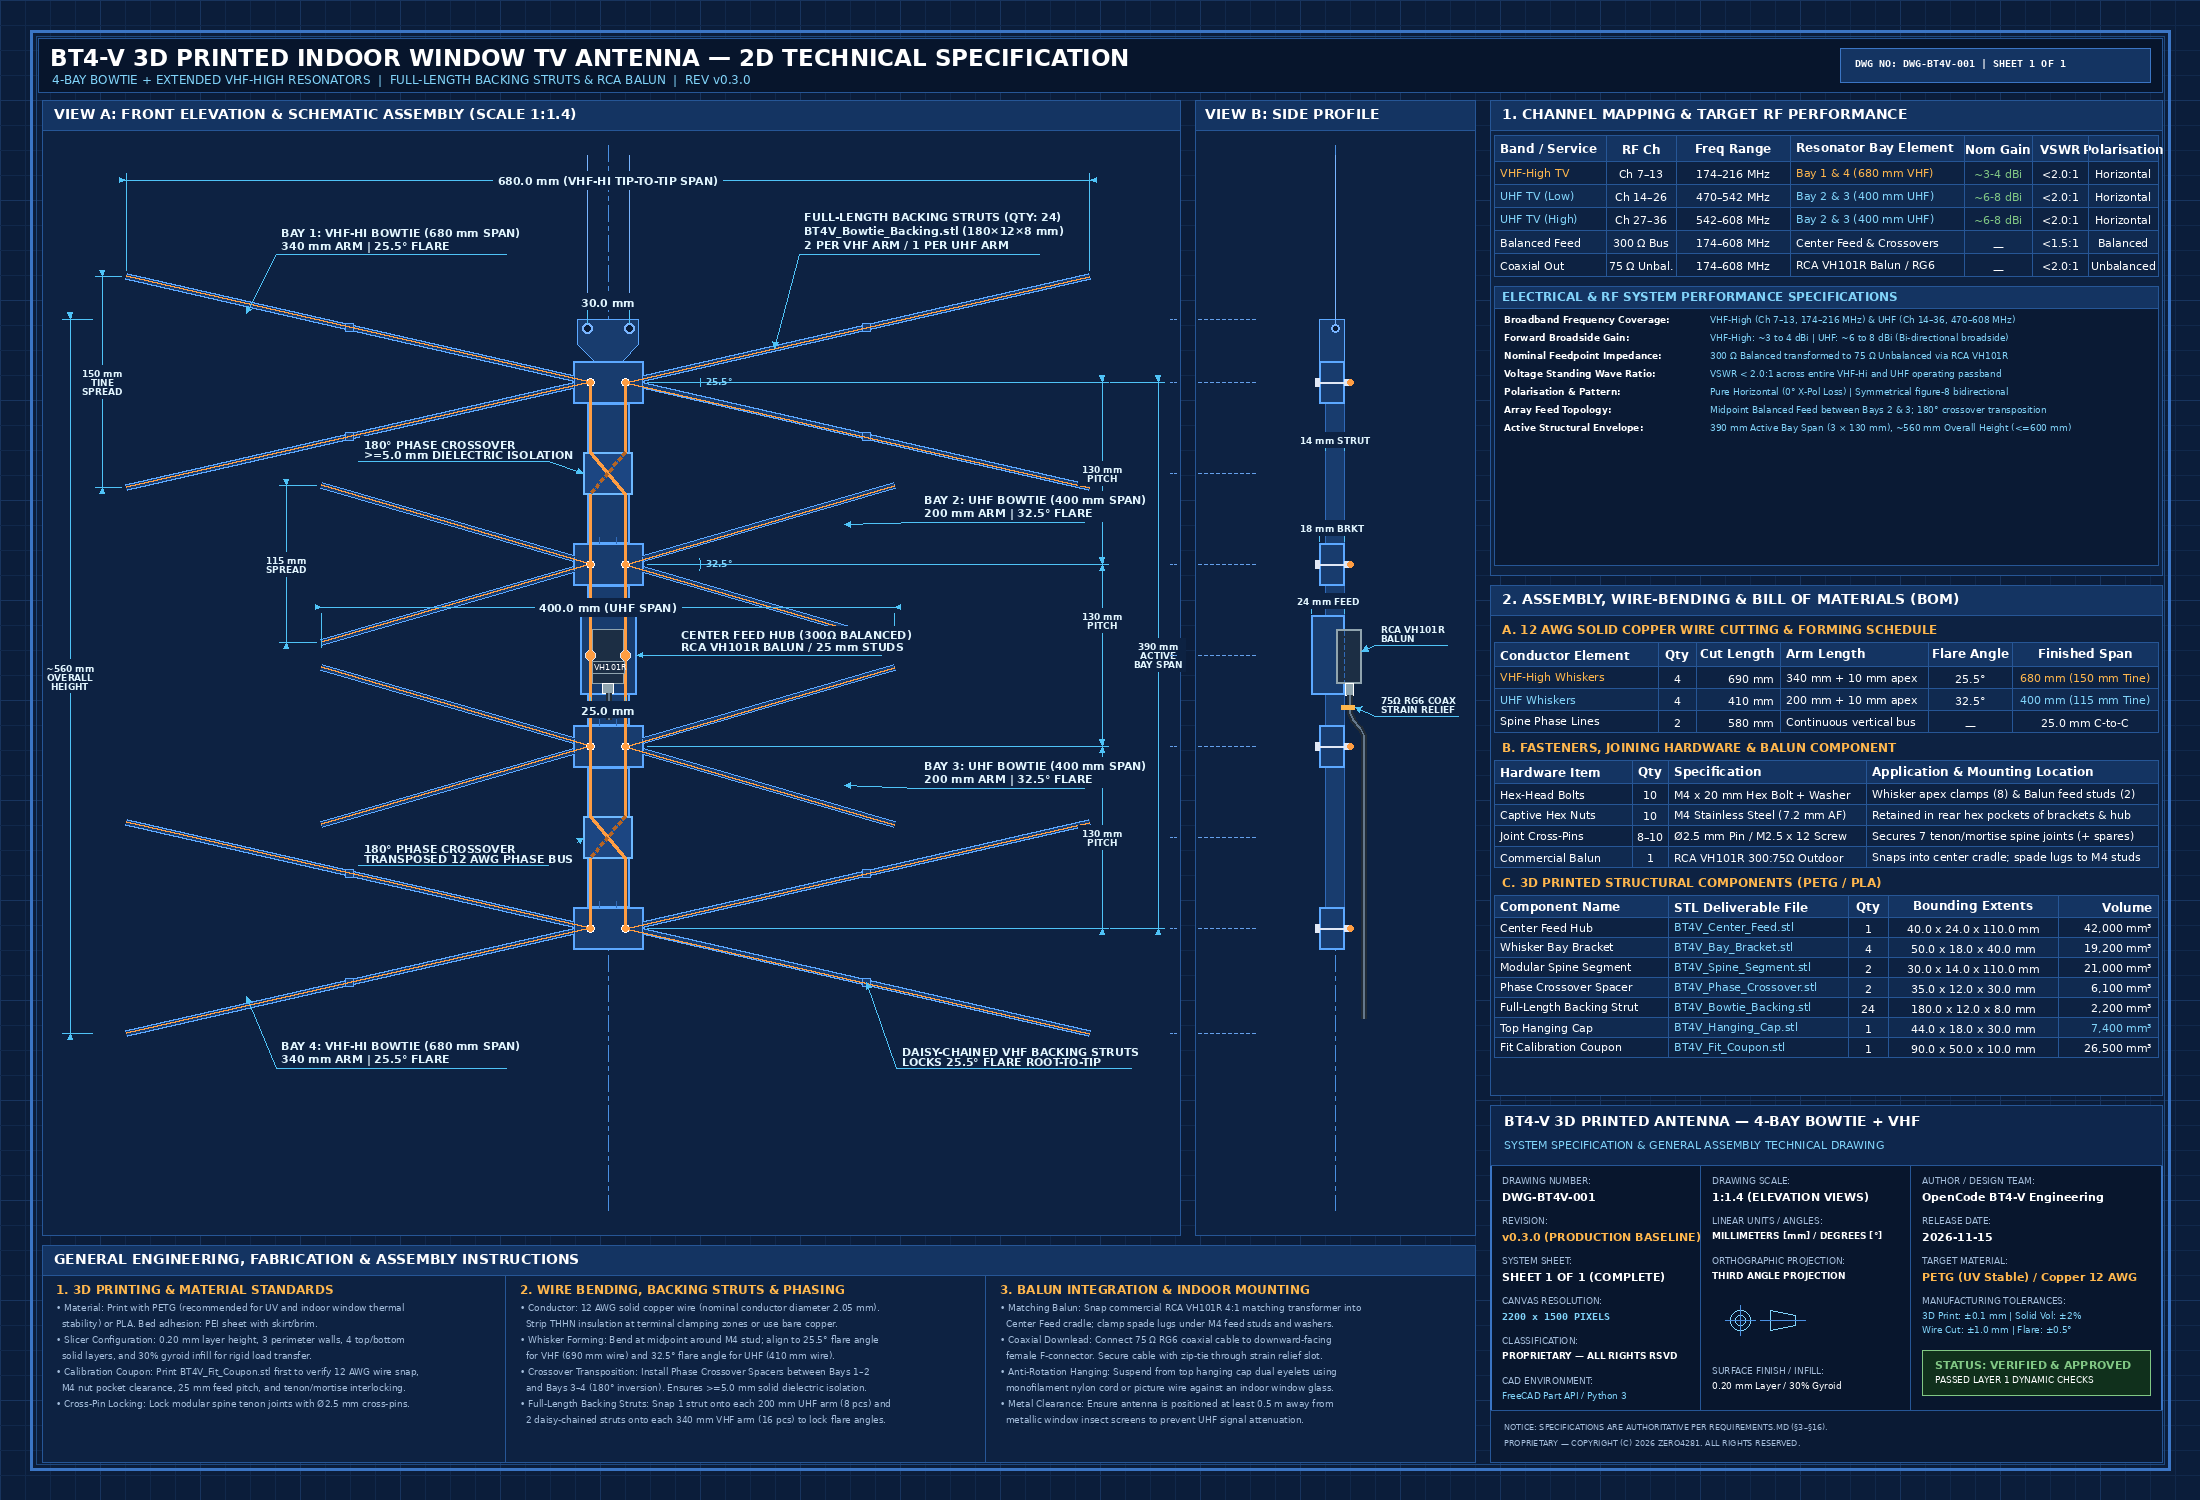 BT4-V 3D PRINTED INDOOR WINDOW TV ANTENNA — 2D TECHNICAL SPECIFICATION
4-BAY BOWTIE + EXTENDED VHF-HIGH RESONATORS | FULL-LENGTH BACKING STRUTS & RCA BALUN | REV v0.3.0
DWG NO: DWG-BT4V-001 | SHEET 1 OF 1
VIEW A: FRONT ELEVATION & SCHEMATIC ASSEMBLY (SCALE 1:1.4)
680.0 mm (VHF-HI TIP-TO-TIP SPAN)
BAY 1: VHF-HI BOWTIE (680 mm SPAN)
340 mm ARM | 25.5° FLARE
FULL-LENGTH BACKING STRUTS (QTY: 24)
BT4V_Bowtie_Backing.stl (180×12×8 mm)
2 PER VHF ARM / 1 PER UHF ARM
30.0 mm
150 mm
TINE
SPREAD
25.5°
180° PHASE CROSSOVER
>=5.0 mm DIELECTRIC ISOLATION
130 mm
PITCH
BAY 2: UHF BOWTIE (400 mm SPAN)
200 mm ARM | 32.5° FLARE
115 mm
SPREAD
32.5°
400.0 mm (UHF SPAN)
130 mm
PITCH
CENTER FEED HUB (300Ω BALANCED)
RCA VH101R BALUN / 25 mm STUDS
VH101R
390 mm
ACTIVE
BAY SPAN
~560 mm
OVERALL
HEIGHT
25.0 mm
BAY 3: UHF BOWTIE (400 mm SPAN)
200 mm ARM | 32.5° FLARE
130 mm
PITCH
180° PHASE CROSSOVER
TRANSPOSED 12 AWG PHASE BUS
BAY 4: VHF-HI BOWTIE (680 mm SPAN)
340 mm ARM | 25.5° FLARE
DAISY-CHAINED VHF BACKING STRUTS
LOCKS 25.5° FLARE ROOT-TO-TIP
VIEW B: SIDE PROFILE
14 mm STRUT
18 mm BRKT
24 mm FEED
RCA VH101R
BALUN
75Ω RG6 COAX
STRAIN RELIEF
1. CHANNEL MAPPING & TARGET RF PERFORMANCE
Band / Service RF Ch Freq Range Resonator Bay Element Nom Gain VSWR Polarisation
VHF-High TV Ch 7–13 174–216 MHz Bay 1 & 4 (680 mm VHF) ~3-4 dBi <2.0:1 Horizontal
UHF TV (Low) Ch 14–26 470–542 MHz Bay 2 & 3 (400 mm UHF) ~6-8 dBi <2.0:1 Horizontal
UHF TV (High) Ch 27–36 542–608 MHz Bay 2 & 3 (400 mm UHF) ~6-8 dBi <2.0:1 Horizontal
Balanced Feed 300 Ω Bus 174–608 MHz Center Feed & Crossovers — <1.5:1 Balanced
Coaxial Out 75 Ω Unbal. 174–608 MHz RCA VH101R Balun / RG6 — <2.0:1 Unbalanced
ELECTRICAL & RF SYSTEM PERFORMANCE SPECIFICATIONS
Broadband Frequency Coverage: VHF-High (Ch 7–13, 174–216 MHz) & UHF (Ch 14–36, 470–608 MHz)
Forward Broadside Gain: VHF-High: ~3 to 4 dBi | UHF: ~6 to 8 dBi (Bi-directional broadside)
Nominal Feedpoint Impedance: 300 Ω Balanced transformed to 75 Ω Unbalanced via RCA VH101R
Voltage Standing Wave Ratio: VSWR < 2.0:1 across entire VHF-Hi and UHF operating passband
Polarisation & Pattern: Pure Horizontal (0° X-Pol Loss) | Symmetrical figure-8 bidirectional
Array Feed Topology: Midpoint Balanced Feed between Bays 2 & 3; 180° crossover transposition
Active Structural Envelope: 390 mm Active Bay Span (3 × 130 mm), ~560 mm Overall Height (<=600 mm)
2. ASSEMBLY, WIRE-BENDING & BILL OF MATERIALS (BOM)
A. 12 AWG SOLID COPPER WIRE CUTTING & FORMING SCHEDULE
Conductor Element Qty Cut Length Arm Length Flare Angle Finished Span
VHF-High Whiskers 4 690 mm 340 mm + 10 mm apex 25.5° 680 mm (150 mm Tine)
UHF Whiskers 4 410 mm 200 mm + 10 mm apex 32.5° 400 mm (115 mm Tine)
Spine Phase Lines 2 580 mm Continuous vertical bus — 25.0 mm C-to-C
B. FASTENERS, JOINING HARDWARE & BALUN COMPONENT
Hardware Item Qty Specification Application & Mounting Location
Hex-Head Bolts 10 M4 x 20 mm Hex Bolt + Washer Whisker apex clamps (8) & Balun feed studs (2)
Captive Hex Nuts 10 M4 Stainless Steel (7.2 mm AF) Retained in rear hex pockets of brackets & hub
Joint Cross-Pins 8–10 Ø2.5 mm Pin / M2.5 x 12 Screw Secures 7 tenon/mortise spine joints (+ spares)
Commercial Balun 1 RCA VH101R 300:75Ω Outdoor Snaps into center cradle; spade lugs to M4 studs
C. 3D PRINTED STRUCTURAL COMPONENTS (PETG / PLA)
Component Name STL Deliverable File Qty Bounding Extents Volume
Center Feed Hub BT4V_Center_Feed.stl 1 40.0 x 24.0 x 110.0 mm 42,000 mm³
Whisker Bay Bracket BT4V_Bay_Bracket.stl 4 50.0 x 18.0 x 40.0 mm 19,200 mm³
Modular Spine Segment BT4V_Spine_Segment.stl 2 30.0 x 14.0 x 110.0 mm 21,000 mm³
Phase Crossover Spacer BT4V_Phase_Crossover.stl 2 35.0 x 12.0 x 30.0 mm 6,100 mm³
Full-Length Backing Strut BT4V_Bowtie_Backing.stl 24 180.0 x 12.0 x 8.0 mm 2,200 mm³
Top Hanging Cap BT4V_Hanging_Cap.stl 1 44.0 x 18.0 x 30.0 mm 7,400 mm³
Fit Calibration Coupon BT4V_Fit_Coupon.stl 1 90.0 x 50.0 x 10.0 mm 26,500 mm³
BT4-V 3D PRINTED ANTENNA — 4-BAY BOWTIE + VHF
SYSTEM SPECIFICATION & GENERAL ASSEMBLY TECHNICAL DRAWING
DRAWING NUMBER:
DWG-BT4V-001
REVISION:
v0.3.0 (PRODUCTION BASELINE)
SYSTEM SHEET:
SHEET 1 OF 1 (COMPLETE)
CANVAS RESOLUTION:
2200 x 1500 PIXELS
CLASSIFICATION:
PROPRIETARY — ALL RIGHTS RSVD
CAD ENVIRONMENT:
FreeCAD Part API / Python 3
DRAWING SCALE:
1:1.4 (ELEVATION VIEWS)
LINEAR UNITS / ANGLES:
MILLIMETERS [mm] / DEGREES [°]
ORTHOGRAPHIC PROJECTION:
THIRD ANGLE PROJECTION
SURFACE FINISH / INFILL:
0.20 mm Layer / 30% Gyroid
AUTHOR / DESIGN TEAM:
OpenCode BT4-V Engineering
RELEASE DATE:
2026-11-15
TARGET MATERIAL:
PETG (UV Stable) / Copper 12 AWG
MANUFACTURING TOLERANCES:
3D Print: ±0.1 mm | Solid Vol: ±2%
Wire Cut: ±1.0 mm | Flare: ±0.5°
STATUS: VERIFIED & APPROVED
PASSED LAYER 1 DYNAMIC CHECKS
NOTICE: SPECIFICATIONS ARE AUTHORITATIVE PER REQUIREMENTS.MD (§3–§16).
PROPRIETARY — COPYRIGHT (C) 2026 ZERO4281. ALL RIGHTS RESERVED.
GENERAL ENGINEERING, FABRICATION & ASSEMBLY INSTRUCTIONS
1. 3D PRINTING & MATERIAL STANDARDS
• Material: Print with PETG (recommended for UV and indoor window thermal
stability) or PLA. Bed adhesion: PEI sheet with skirt/brim.
• Slicer Configuration: 0.20 mm layer height, 3 perimeter walls, 4 top/bottom
solid layers, and 30% gyroid infill for rigid load transfer.
• Calibration Coupon: Print BT4V_Fit_Coupon.stl first to verify 12 AWG wire snap,
M4 nut pocket clearance, 25 mm feed pitch, and tenon/mortise interlocking.
• Cross-Pin Locking: Lock modular spine tenon joints with Ø2.5 mm cross-pins.
2. WIRE BENDING, BACKING STRUTS & PHASING
• Conductor: 12 AWG solid copper wire (nominal conductor diameter 2.05 mm).
Strip THHN insulation at terminal clamping zones or use bare copper.
• Whisker Forming: Bend at midpoint around M4 stud; align to 25.5° flare angle
for VHF (690 mm wire) and 32.5° flare angle for UHF (410 mm wire).
• Crossover Transposition: Install Phase Crossover Spacers between Bays 1–2
and Bays 3–4 (180° inversion). Ensures >=5.0 mm solid dielectric isolation.
• Full-Length Backing Struts: Snap 1 strut onto each 200 mm UHF arm (8 pcs) and
2 daisy-chained struts onto each 340 mm VHF arm (16 pcs) to lock flare angles.
3. BALUN INTEGRATION & INDOOR MOUNTING
• Matching Balun: Snap commercial RCA VH101R 4:1 matching transformer into
Center Feed cradle; clamp spade lugs under M4 feed studs and washers.
• Coaxial Downlead: Connect 75 Ω RG6 coaxial cable to downward-facing
female F-connector. Secure cable with zip-tie through strain relief slot.
• Anti-Rotation Hanging: Suspend from top hanging cap dual eyelets using
monofilament nylon cord or picture wire against an indoor window glass.
• Metal Clearance: Ensure antenna is positioned at least 0.5 m away from
metallic window insect screens to prevent UHF signal attenuation.